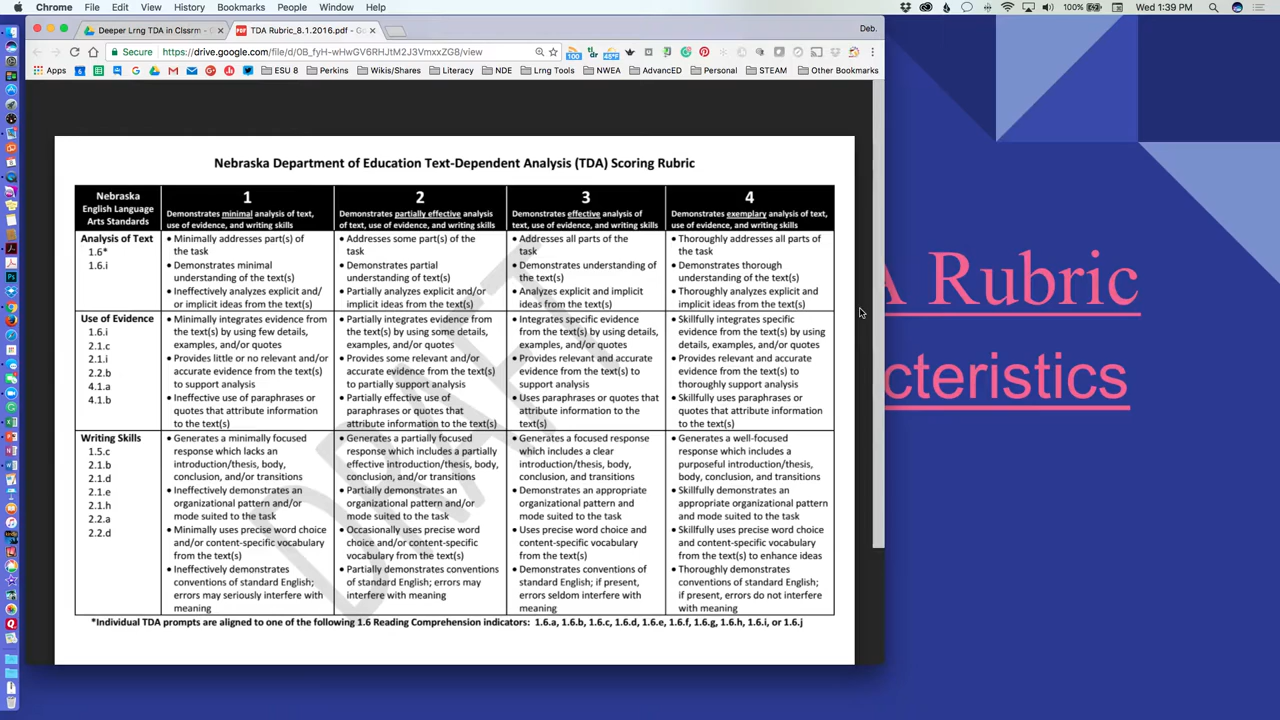 Chrome File Edit View History Bookmarks People Window Help 100% Wed 1:39 PM
Deeper Lrng TDA in Clssrm - TDA Rubric_8.1.2016.pdf - Go Deb.
Secure https://drive.google.com/file/d/0B_fyH-wHwGV6RHJtM2J3VmxxZG8/view
Apps ESU 8 Perkins Wikis/Shares Literacy NDE Lrng Tools NWEA AdvancED Personal STEAM Other Bookmarks
Nebraska Department of Education Text-Dependent Analysis (TDA) Scoring Rubric
Nebraska
English Language
Arts Standards
1
Demonstrates minimal analysis of text,
use of evidence, and writing skills
2
Demonstrates partially effective analysis
of text, use of evidence, and writing skills
3
Demonstrates effective analysis of
text, use of evidence, and writing skills
4
Demonstrates exemplary analysis of text,
use of evidence, and writing skills
Analysis of Text
1.6*
1.6.i
• Minimally addresses part(s) of
the task
• Demonstrates minimal
understanding of the text(s)
• Ineffectively analyzes explicit and/
or implicit ideas from the text(s)
• Addresses some part(s) of the
task
• Demonstrates partial
understanding of the text(s)
• Partially analyzes explicit and/or
implicit ideas from the text(s)
• Addresses all parts of the
task
• Demonstrates understanding of
the text(s)
• Analyzes explicit and implicit
ideas from the text(s)
• Thoroughly addresses all parts of
the task
• Demonstrates thorough
understanding of the text(s)
• Thoroughly analyzes explicit and
implicit ideas from the text(s)
Use of Evidence
1.6.i
2.1.c
2.1.i
2.2.b
4.1.a
4.1.b
• Minimally integrates evidence from
the text(s) by using few details,
examples, and/or quotes
• Provides little or no relevant and/or
accurate evidence from the text(s)
to support analysis
• Ineffective use of paraphrases or
quotes that attribute information
to the text(s)
• Partially integrates evidence from
the text(s) by using some details,
examples, and/or quotes
• Provides some relevant and/or
accurate evidence from the text(s)
to partially support analysis
• Partially effective use of
paraphrases or quotes that
attribute information to the text(s)
• Integrates specific evidence
from the text(s) by using details,
examples, and/or quotes
• Provides relevant and accurate
evidence from the text(s) to
support analysis
• Uses paraphrases or quotes that
attribute information to the
text(s)
• Skillfully integrates specific
evidence from the text(s) by using
details, examples, and/or quotes
• Provides relevant and accurate
evidence from the text(s) to
thoroughly support analysis
• Skillfully uses paraphrases or
quotes that attribute information
to the text(s)
Writing Skills
1.5.c
2.1.b
2.1.d
2.1.e
2.1.h
2.2.a
2.2.d
• Generates a minimally focused
response which lacks an
introduction/thesis, body,
conclusion, and/or transitions
• Ineffectively demonstrates an
organizational pattern and/or
mode suited to the task
• Minimally uses precise word choice
and/or content-specific vocabulary
from the text(s)
• Ineffectively demonstrates
conventions of standard English;
errors may seriously interfere with
meaning
• Generates a partially focused
response which includes a partially
effective introduction/thesis, body,
conclusion, and/or transitions
• Partially demonstrates an
organizational pattern and/or
mode suited to the task
• Occasionally uses precise word
choice and/or content-specific
vocabulary from the text(s)
• Partially demonstrates conventions
of standard English; errors may
interfere with meaning
• Generates a focused response
which includes a clear
introduction/thesis, body,
conclusion, and transitions
• Demonstrates an appropriate
organizational pattern and
mode suited to the task
• Uses precise word choice and
content-specific vocabulary
from the text(s)
• Demonstrates conventions of
standard English; if present,
errors seldom interfere with
meaning
• Generates a well-focused
response which includes a
purposeful introduction/thesis,
body, conclusion, and transitions
• Skillfully demonstrates an
appropriate organizational pattern
and mode suited to the task
• Skillfully uses precise word choice
and content-specific vocabulary
from the text(s) to enhance ideas
• Thoroughly demonstrates
conventions of standard English;
if present, errors do not interfere
with meaning
*Individual TDA prompts are aligned to one of the following 1.6 Reading Comprehension indicators: 1.6.a, 1.6.b, 1.6.c, 1.6.d, 1.6.e, 1.6.f, 1.6.g, 1.6.h, 1.6.i, or 1.6.j
DRAFT
A Rubric
cteristics